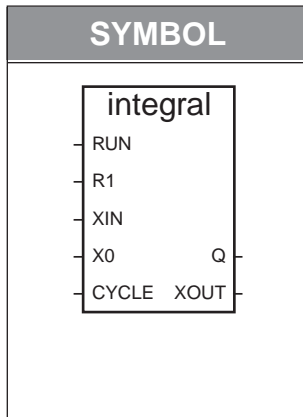 SYMBOL
integral
RUN
R1
XIN
X0 Q
CYCLE XOUT